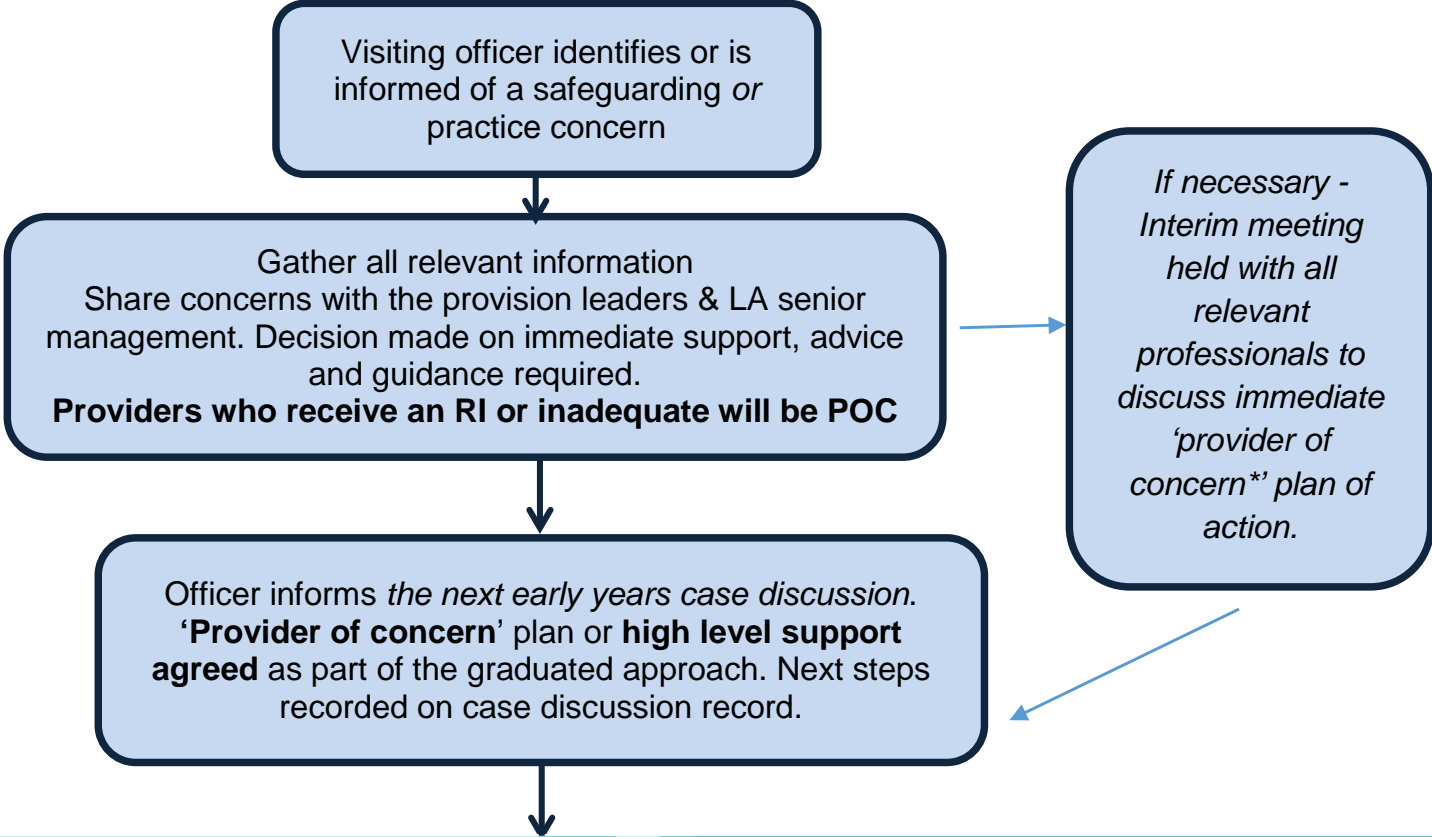 Visiting officer identifies or is
informed of a safeguarding or
practice concern
Gather all relevant information
Share concerns with the provision leaders & LA senior
management. Decision made on immediate support, advice
and guidance required.
Providers who receive an RI or inadequate will be POC
If necessary -
Interim meeting
held with all
relevant
professionals to
discuss immediate
‘provider of
concern*’ plan of
action.
Officer informs the next early years case discussion.
‘Provider of concern’ plan or high level support
agreed as part of the graduated approach. Next steps
recorded on case discussion record.